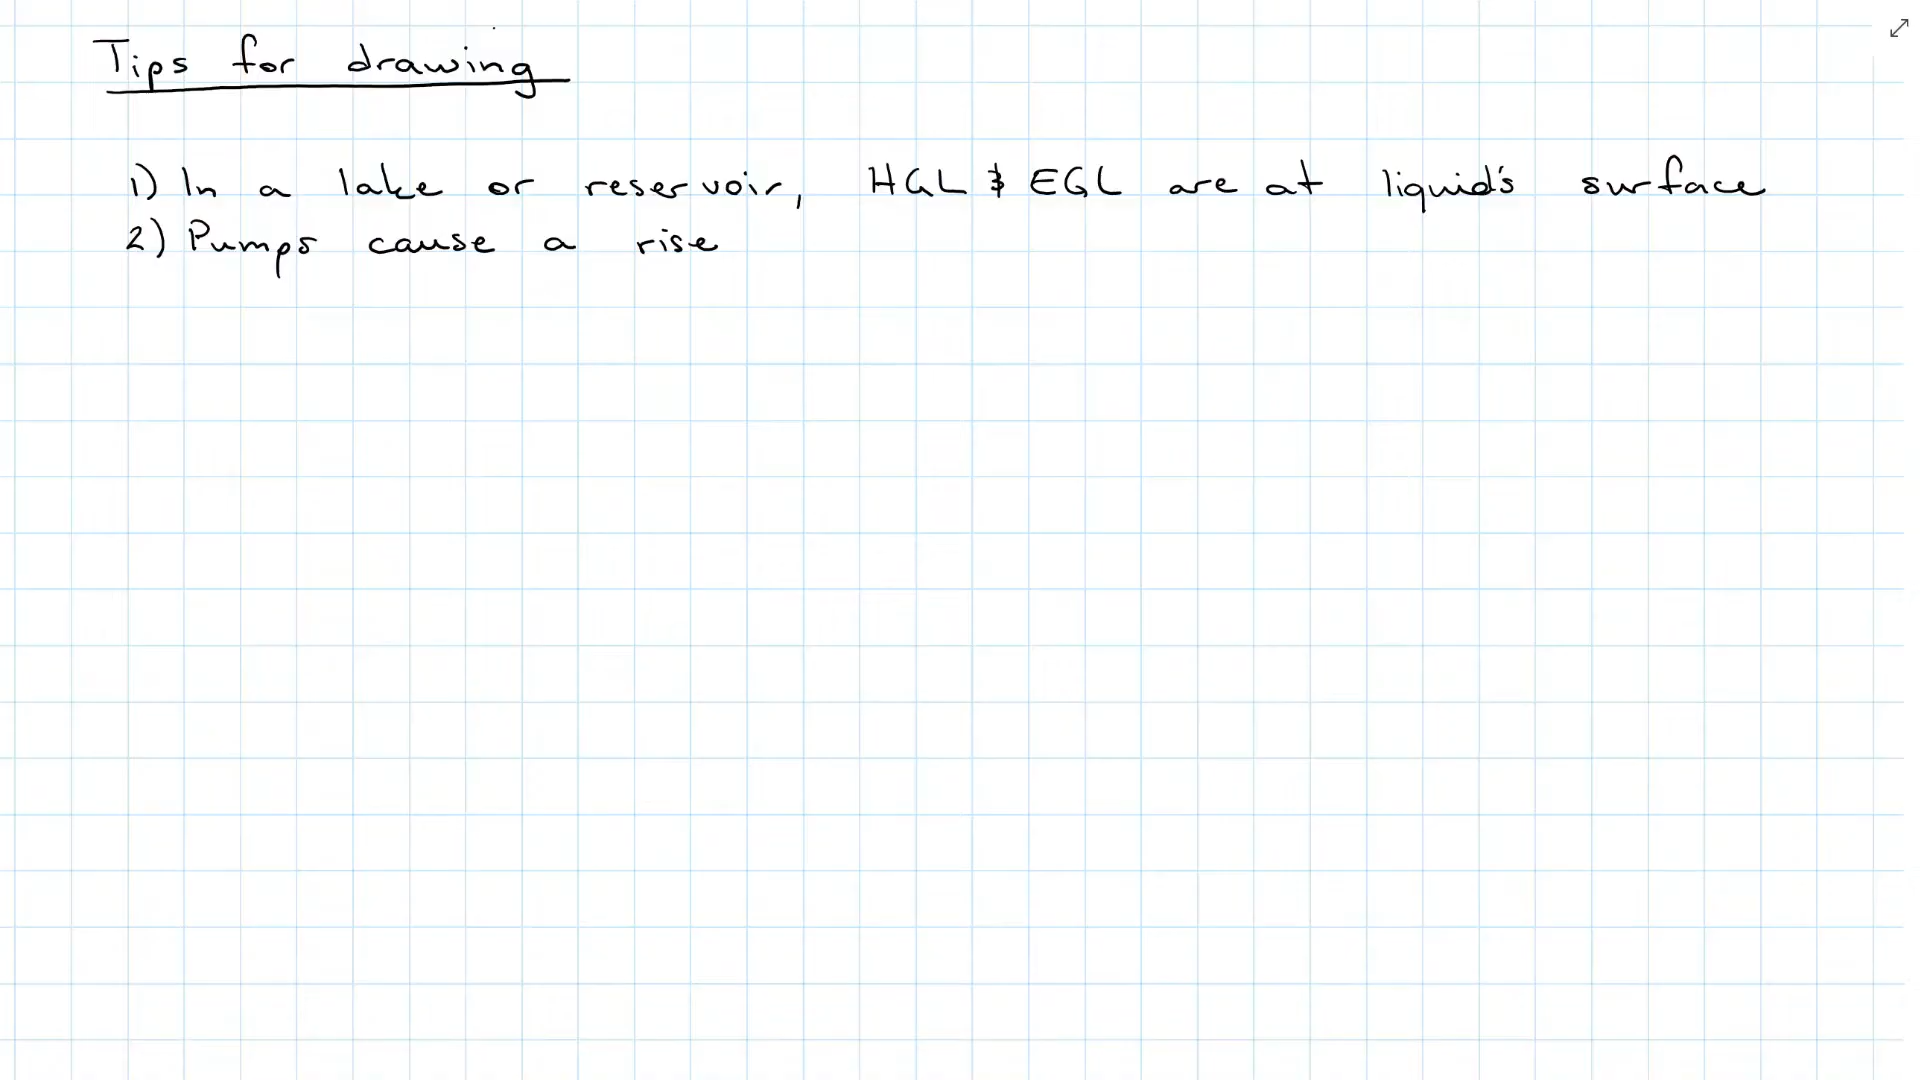 Tips for drawing
1) In a lake or reservoir, HGL & EGL are at liquid's surface
2) Pumps cause a rise